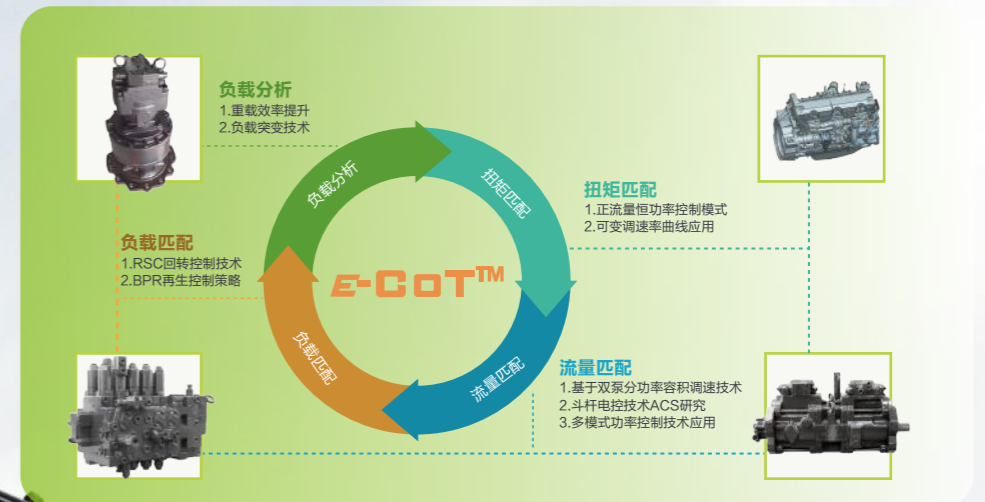 负载分析
1.重载效率提升
2.负载突变技术
负载分析
扭矩匹配
扭矩匹配
1.正流量恒功率控制模式
2.可变调速率曲线应用
负载匹配
1.RSC回转控制技术
2.BPR再生控制策略
e-CoT™
负载匹配
流量匹配
流量匹配
1.基于双泵分功率容积调速技术
2.斗杆电控技术ACS研究
3.多模式功率控制技术应用